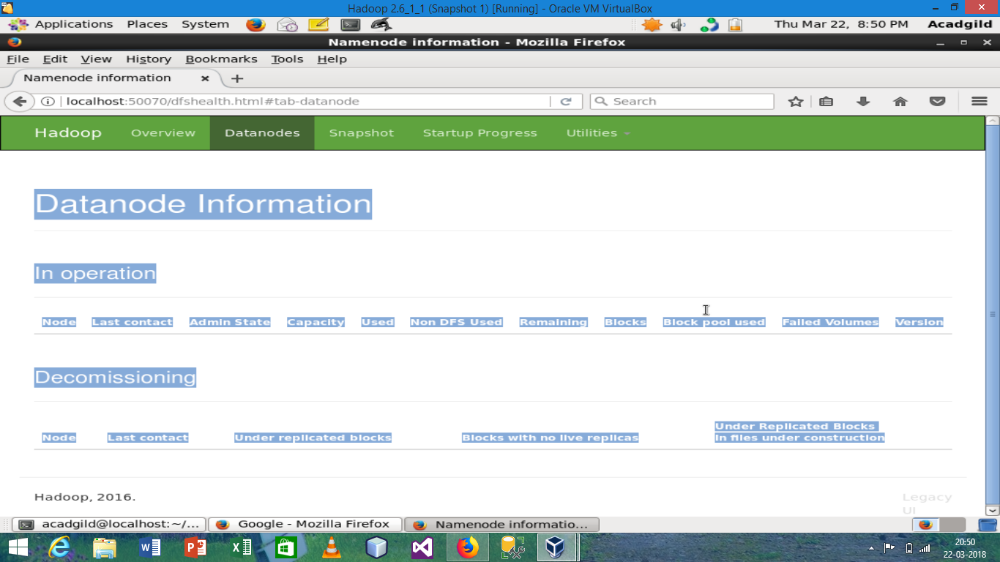 Hadoop 2.6_1_1 (Snapshot 1) [Running] - Oracle VM VirtualBox
Applications Places System Thu Mar 22, 8:50 PM Acadgild
Namenode information - Mozilla Firefox
File Edit View History Bookmarks Tools Help
Namenode information
localhost:50070/dfshealth.html#tab-datanode Search
Hadoop Overview Datanodes Snapshot Startup Progress Utilities
Datanode Information
In operation
Node Last contact Admin State Capacity Used Non DFS Used Remaining Blocks Block pool used Failed Volumes Version
Decomissioning
Node Last contact Under replicated blocks Blocks with no live replicas Under Replicated Blocks
In files under construction
Hadoop, 2016. Legacy
UI
acadgild@localhost:~/... Google - Mozilla Firefox Namenode informatio...
20:50
22-03-2018